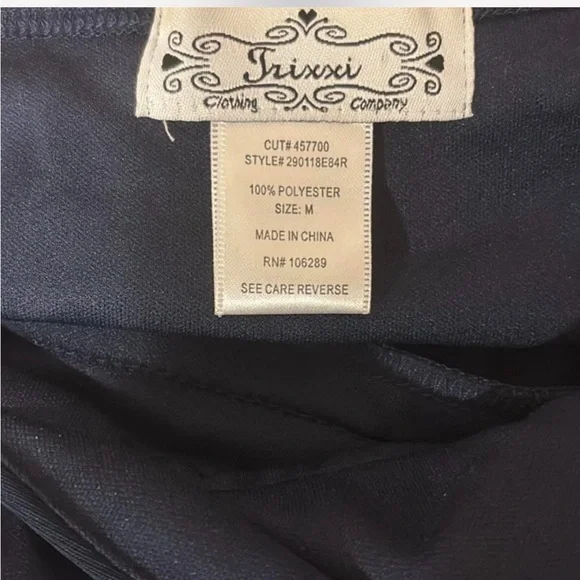 Trixxi
Clothing Company
CUT# 457700
STYLE# 290118E84R
100% POLYESTER
SIZE: M
MADE IN CHINA
RN# 106289
SEE CARE REVERSE